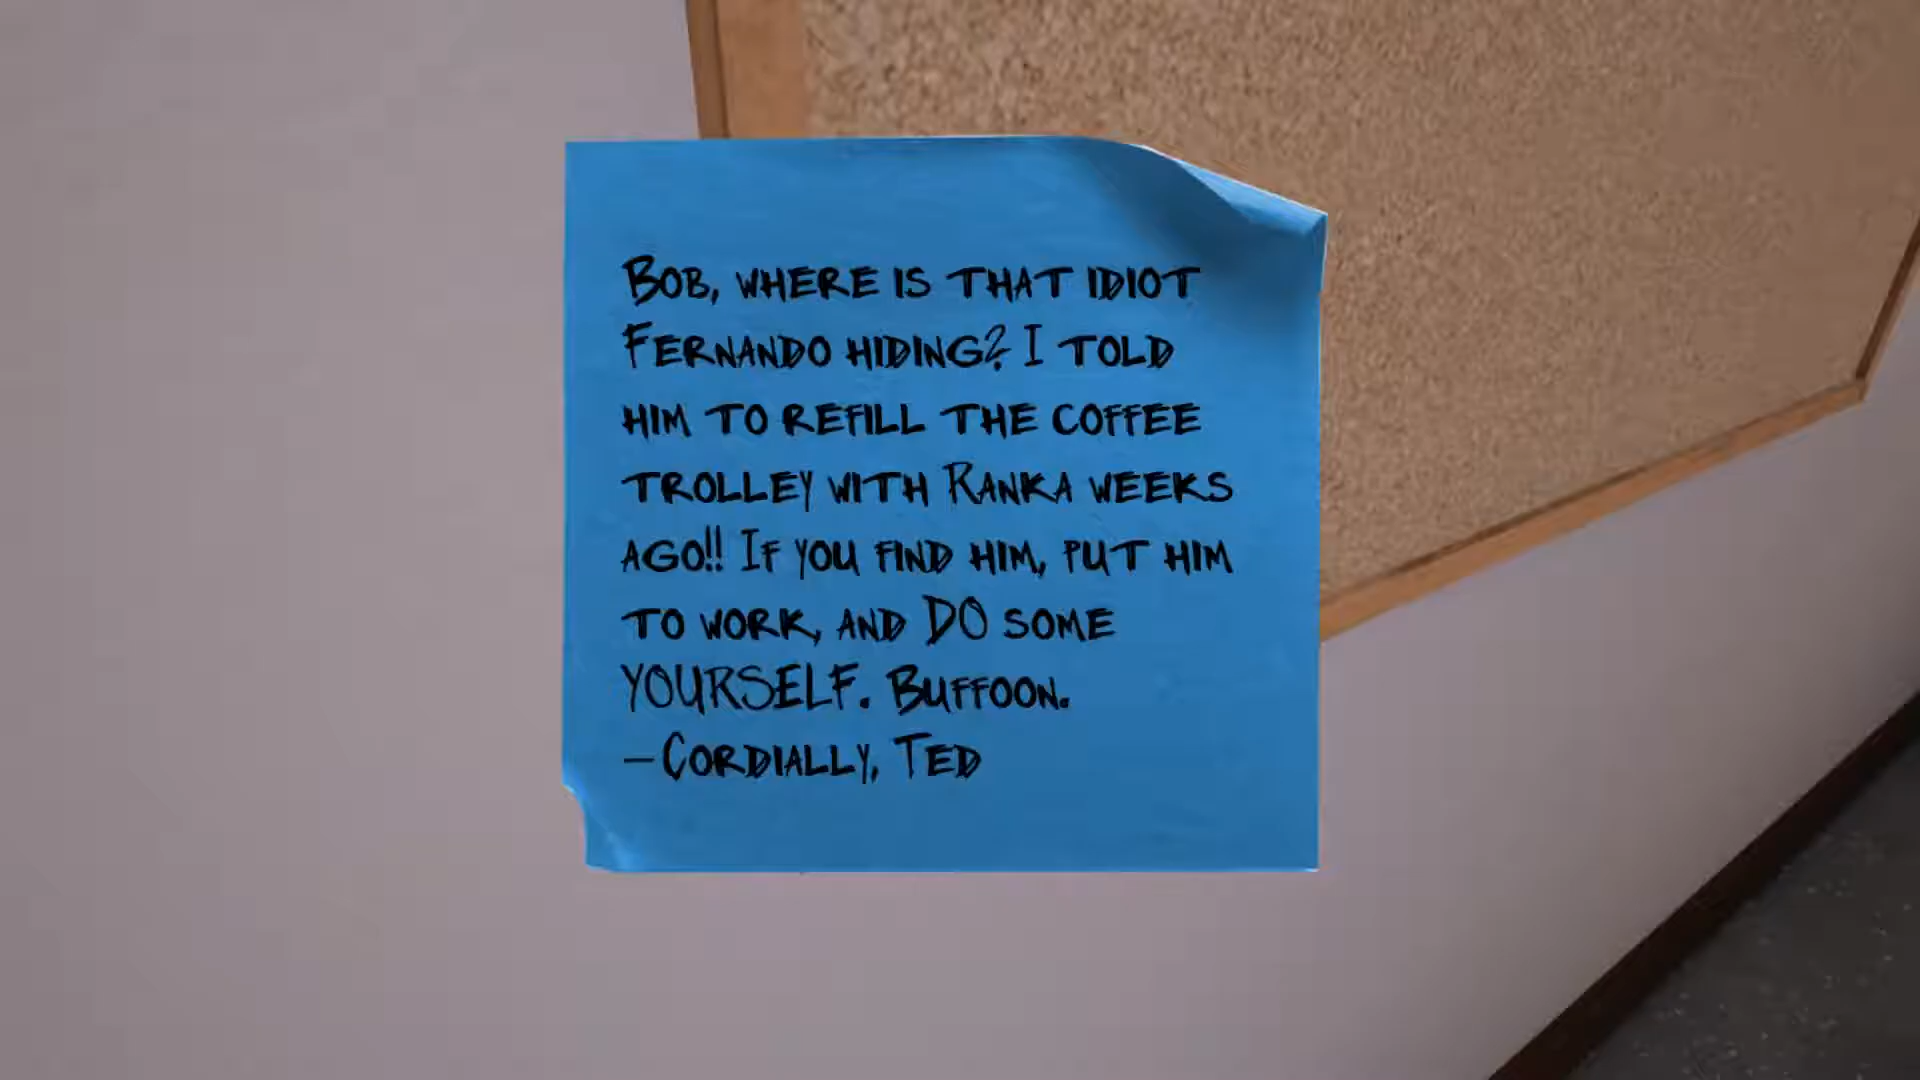 Bob, where is that idiot
Fernando hiding? I told
him to refill the coffee
trolley with Ranka weeks
ago!! If you find him, put him
to work, and DO some
YOURSELF. Buffoon.
–Cordially, Ted